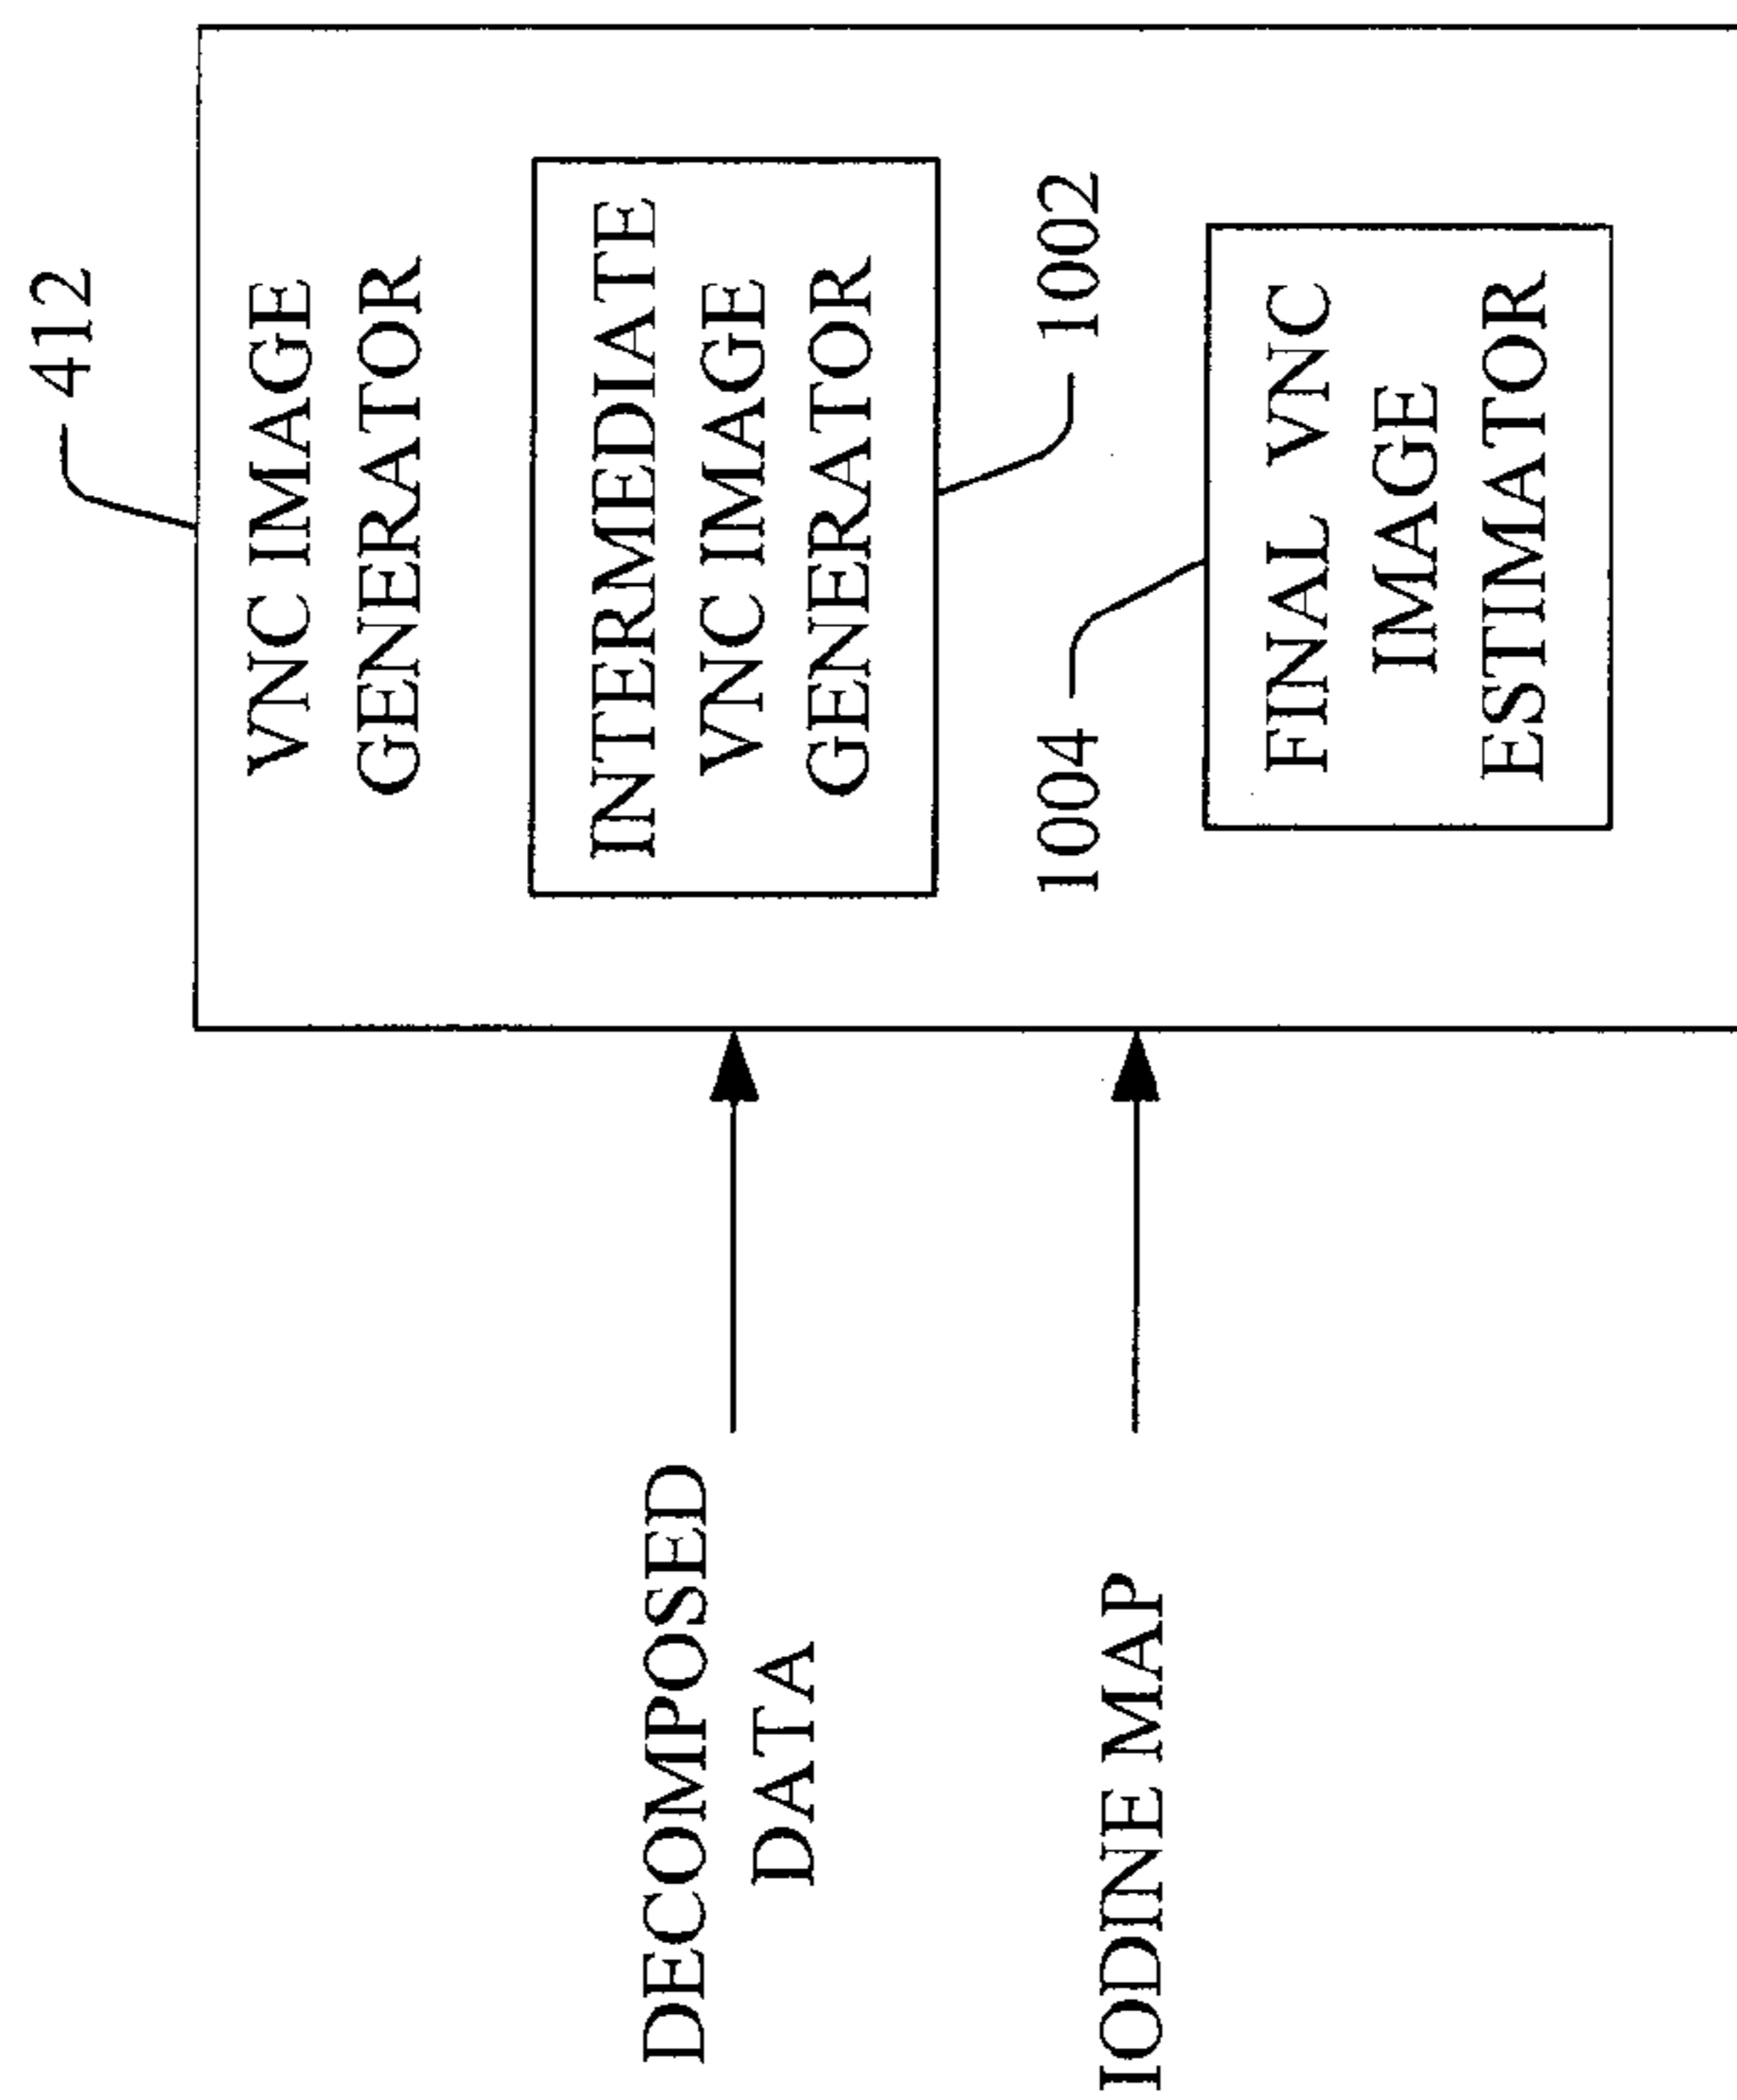 412
VNC IMAGE
GENERATOR
INTERMEDIATE
VNC IMAGE
GENERATOR
1002
1004
FINAL VNC
IMAGE
ESTIMATOR
DECOMPOSED
DATA
IODINE MAP